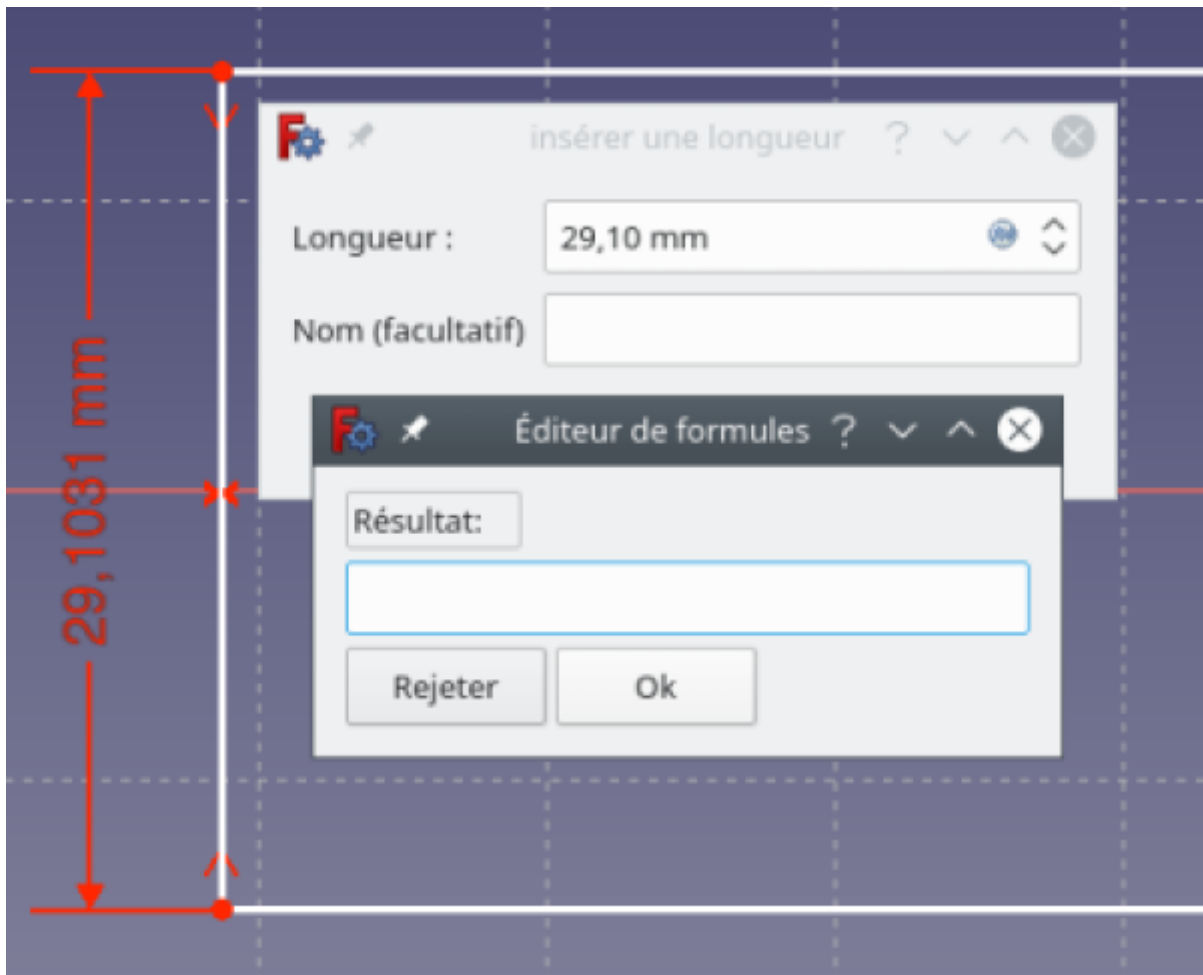 insérer une longueur
Longueur :
29,10 mm
Nom (facultatif)
29,1031 mm
Éditeur de formules
Résultat:
Rejeter
Ok